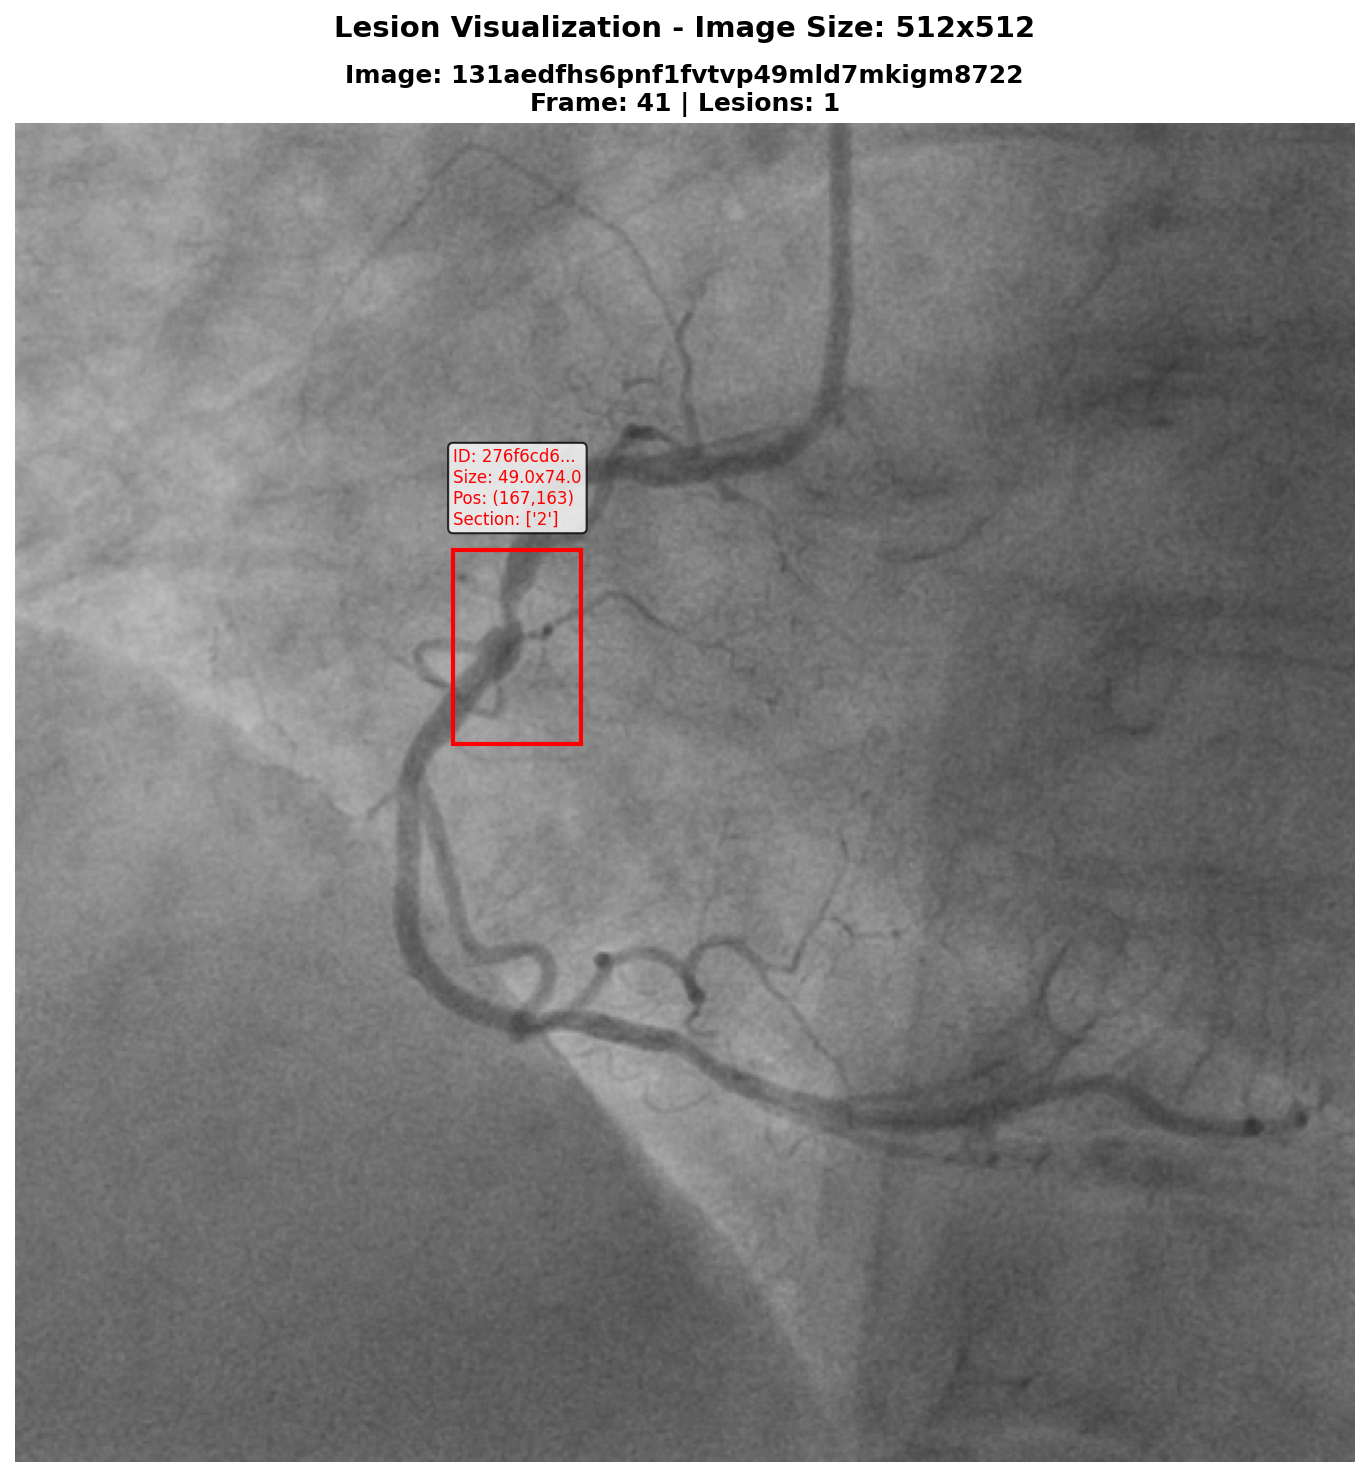 Lesion Visualization - Image Size: 512x512
Image: 131aedfhs6pnf1fvtvp49mld7mkigm8722
Frame: 41 | Lesions: 1
ID: 276f6cd6...
Size: 49.0x74.0
Pos: (167,163)
Section: ['2']